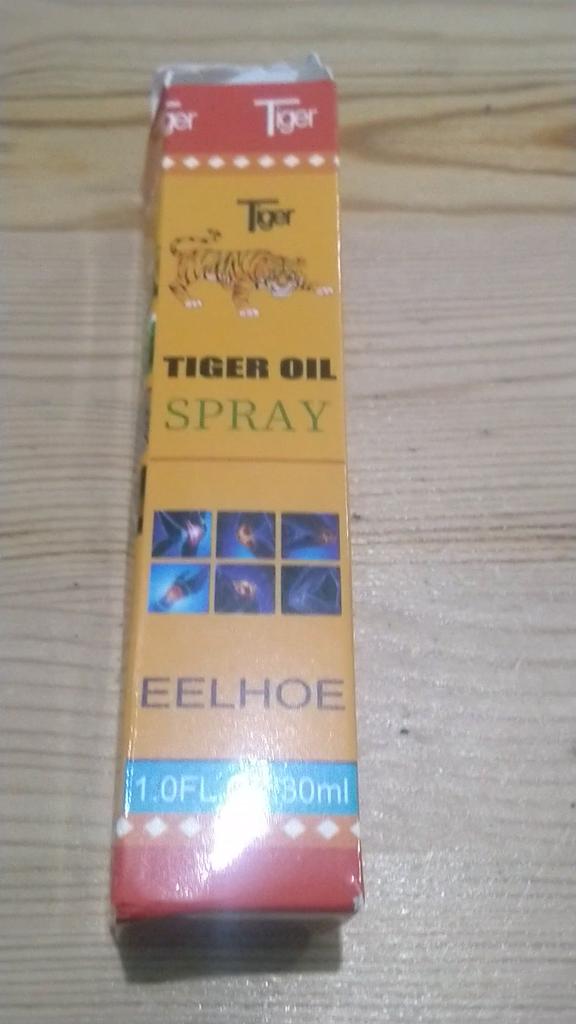 ger Tiger
Tiger
TIGER OIL
SPRAY
EELHOE
1.0FL. 30ml